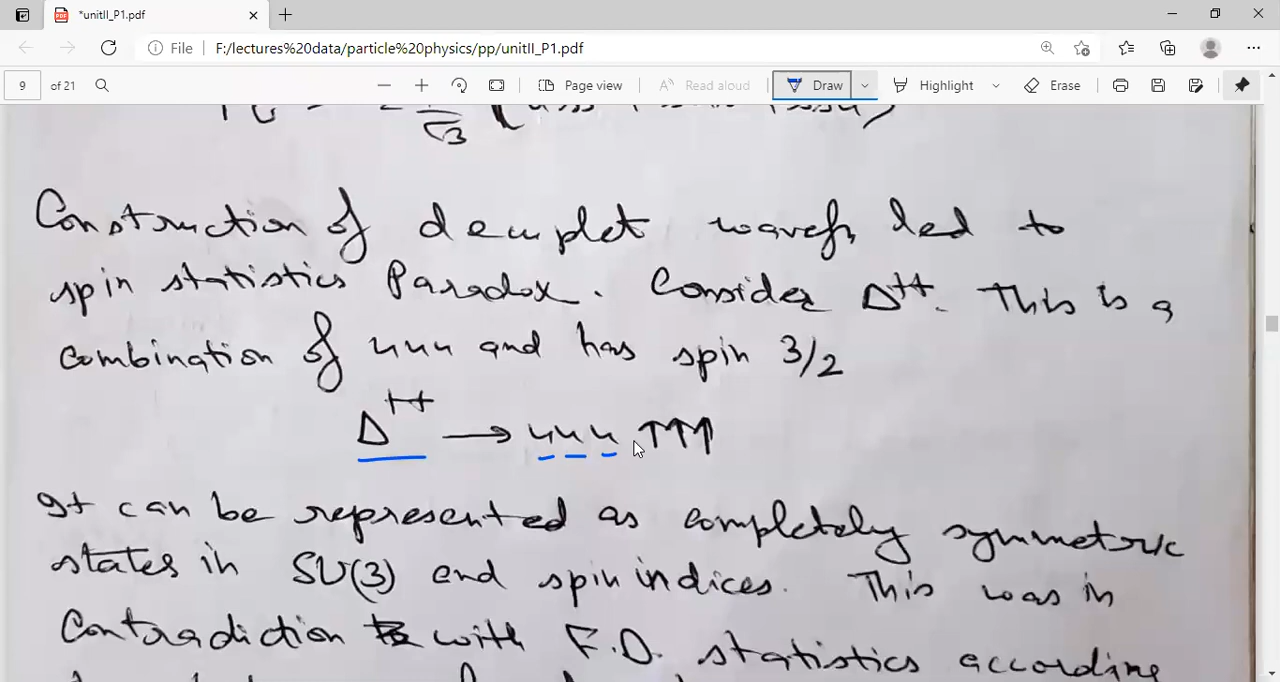 *unitII_P1.pdf
File F:/lectures%20data/particle%20physics/pp/unitII_P1.pdf
9 of 21 Page view Read aloud Draw Highlight Erase
Construction of decuplet wavefn led to
spin statistics Paradox. Consider Δ++. This is a
combination of uuu and has spin 3/2
Δ++ → uuu ↑↑↑
It can be represented as completely symmetric
states in SU(3) and spin indices. This was in
Contradiction with F.D. statistics according